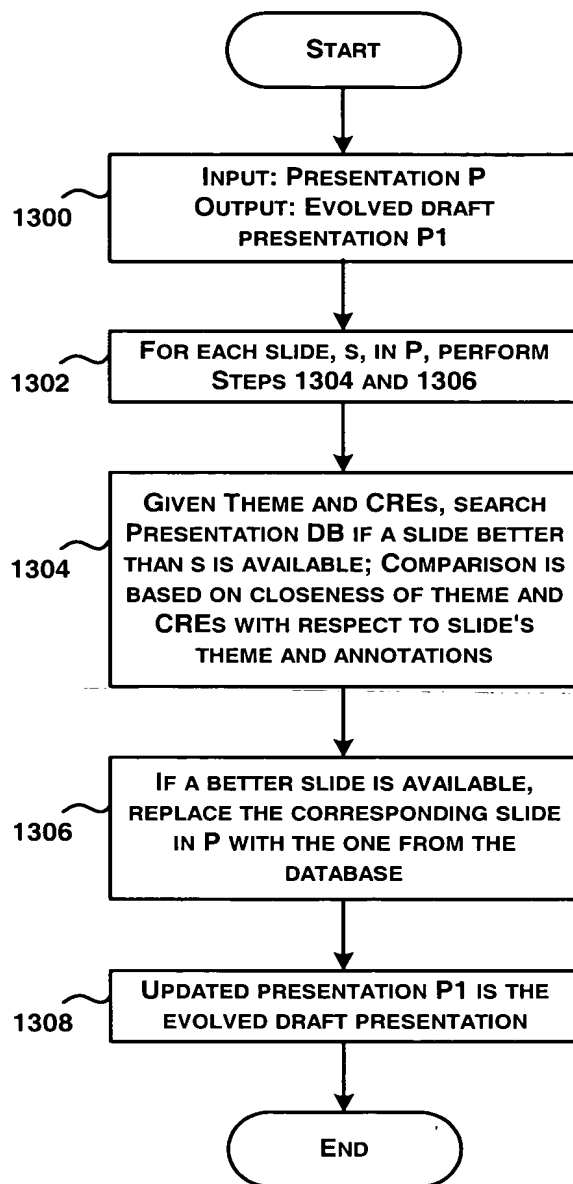 START
INPUT: PRESENTATION P
OUTPUT: EVOLVED DRAFT
PRESENTATION P1
1300
FOR EACH SLIDE, S, IN P, PERFORM
STEPS 1304 AND 1306
1302
GIVEN THEME AND CRES, SEARCH
PRESENTATION DB IF A SLIDE BETTER
THAN S IS AVAILABLE; COMPARISON IS
BASED ON CLOSENESS OF THEME AND
CRES WITH RESPECT TO SLIDE'S
THEME AND ANNOTATIONS
1304
IF A BETTER SLIDE IS AVAILABLE,
REPLACE THE CORRESPONDING SLIDE
IN P WITH THE ONE FROM THE
DATABASE
1306
UPDATED PRESENTATION P1 IS THE
EVOLVED DRAFT PRESENTATION
1308
END